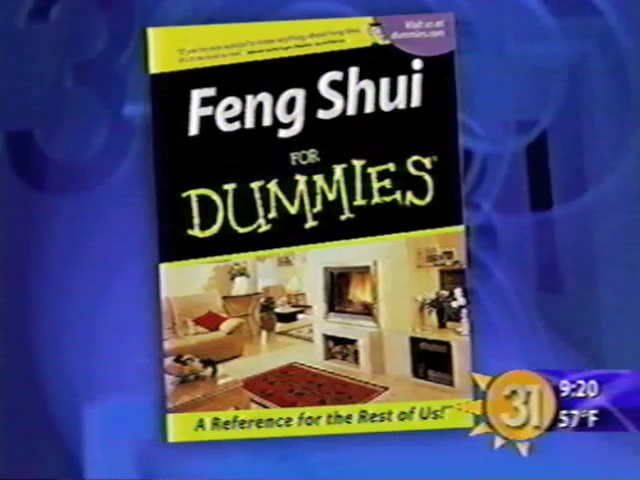 Visit us at
dummies.com
Feng Shui
FOR
DUMMIES
A Reference for the Rest of Us!
31
9:20
57°F